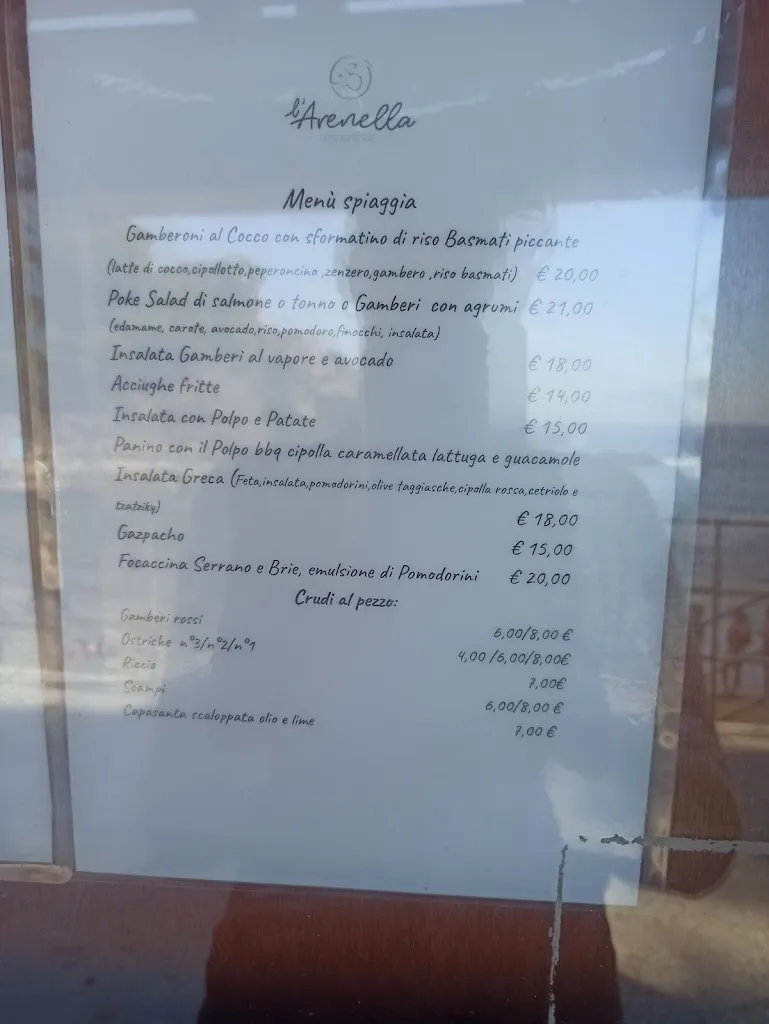 l'Arenella
Menù spiaggia
Gamberoni al Cocco con sformatino di riso Basmati piccante
(latte di cocco,cipollotto,peperoncino ,zenzero,gambero ,riso basmati) € 20,00
Poke Salad di salmone o tonno o Gamberi con agrumi € 21,00
(edamame, carote, avocado,riso,pomodoro,finocchi, insalata)
Insalata Gamberi al vapore e avocado € 18,00
Acciughe fritte € 14,00
Insalata con Polpo e Patate € 15,00
Panino con il Polpo bbq cipolla caramellata lattuga e guacamole
Insalata Greca (Feta,insalata,pomodorini,olive taggiasche,cipolla rossa,cetriolo e
tzatziky) € 18,00
Gazpacho € 15,00
Focaccina Serrano e Brie, emulsione di Pomodorini € 20,00
Crudi al pezzo:
Gamberi rossi 6,00/8,00 €
Ostriche n°3/n°2/n°1 4,00 /6,00/8,00€
Riccio 7,00€
Scampi 6,00/8,00 €
Capasanta scaloppata olio e lime 7,00 €